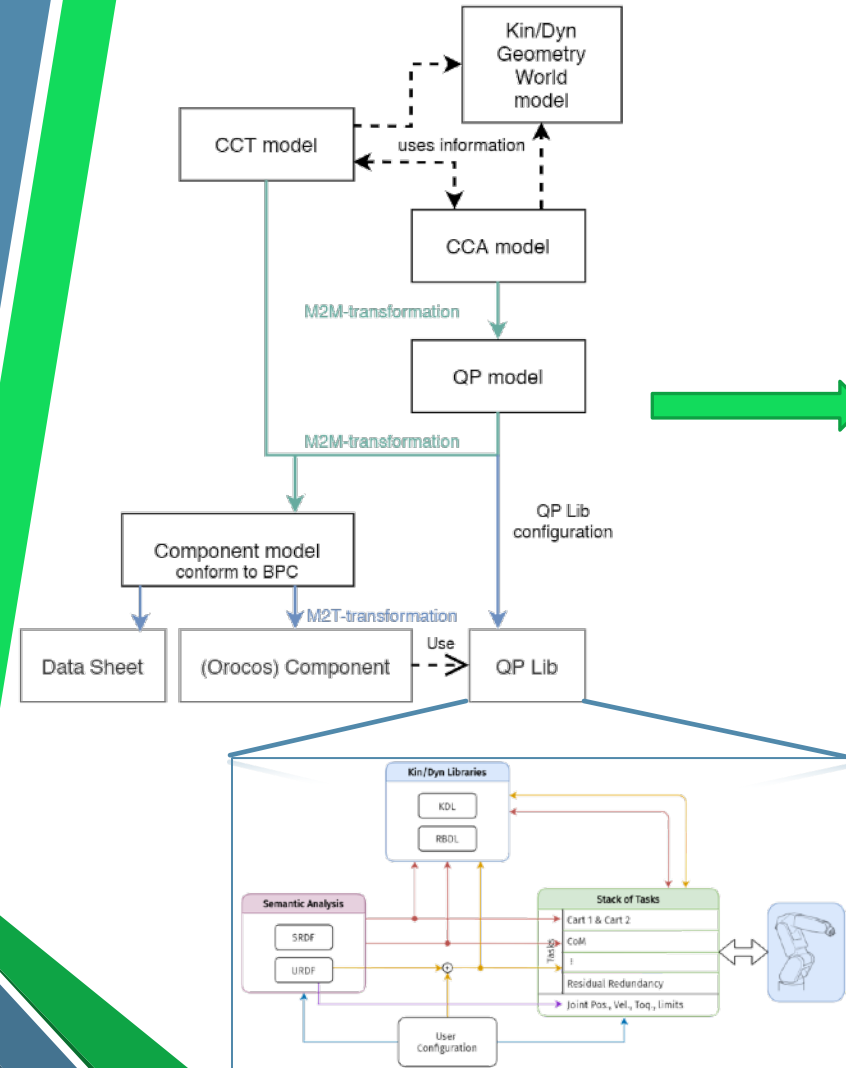 Kin/Dyn
Geometry
World
model
CCT model
uses information
CCA model
M2M-transformation
QP model
M2M-transformation
QP Lib
configuration
Component model
conform to BPC
M2T-transformation
Data Sheet
(Orocos) Component
Use
QP Lib
Kin/Dyn Libraries
KDL
RBDL
Semantic Analysis
SRDF
URDF
Stack of Tasks
Tasks
Cart 1 & Cart 2
CoM
!
Residual Redundancy
Joint Pos., Vel., Toq., limits
User
Configuration